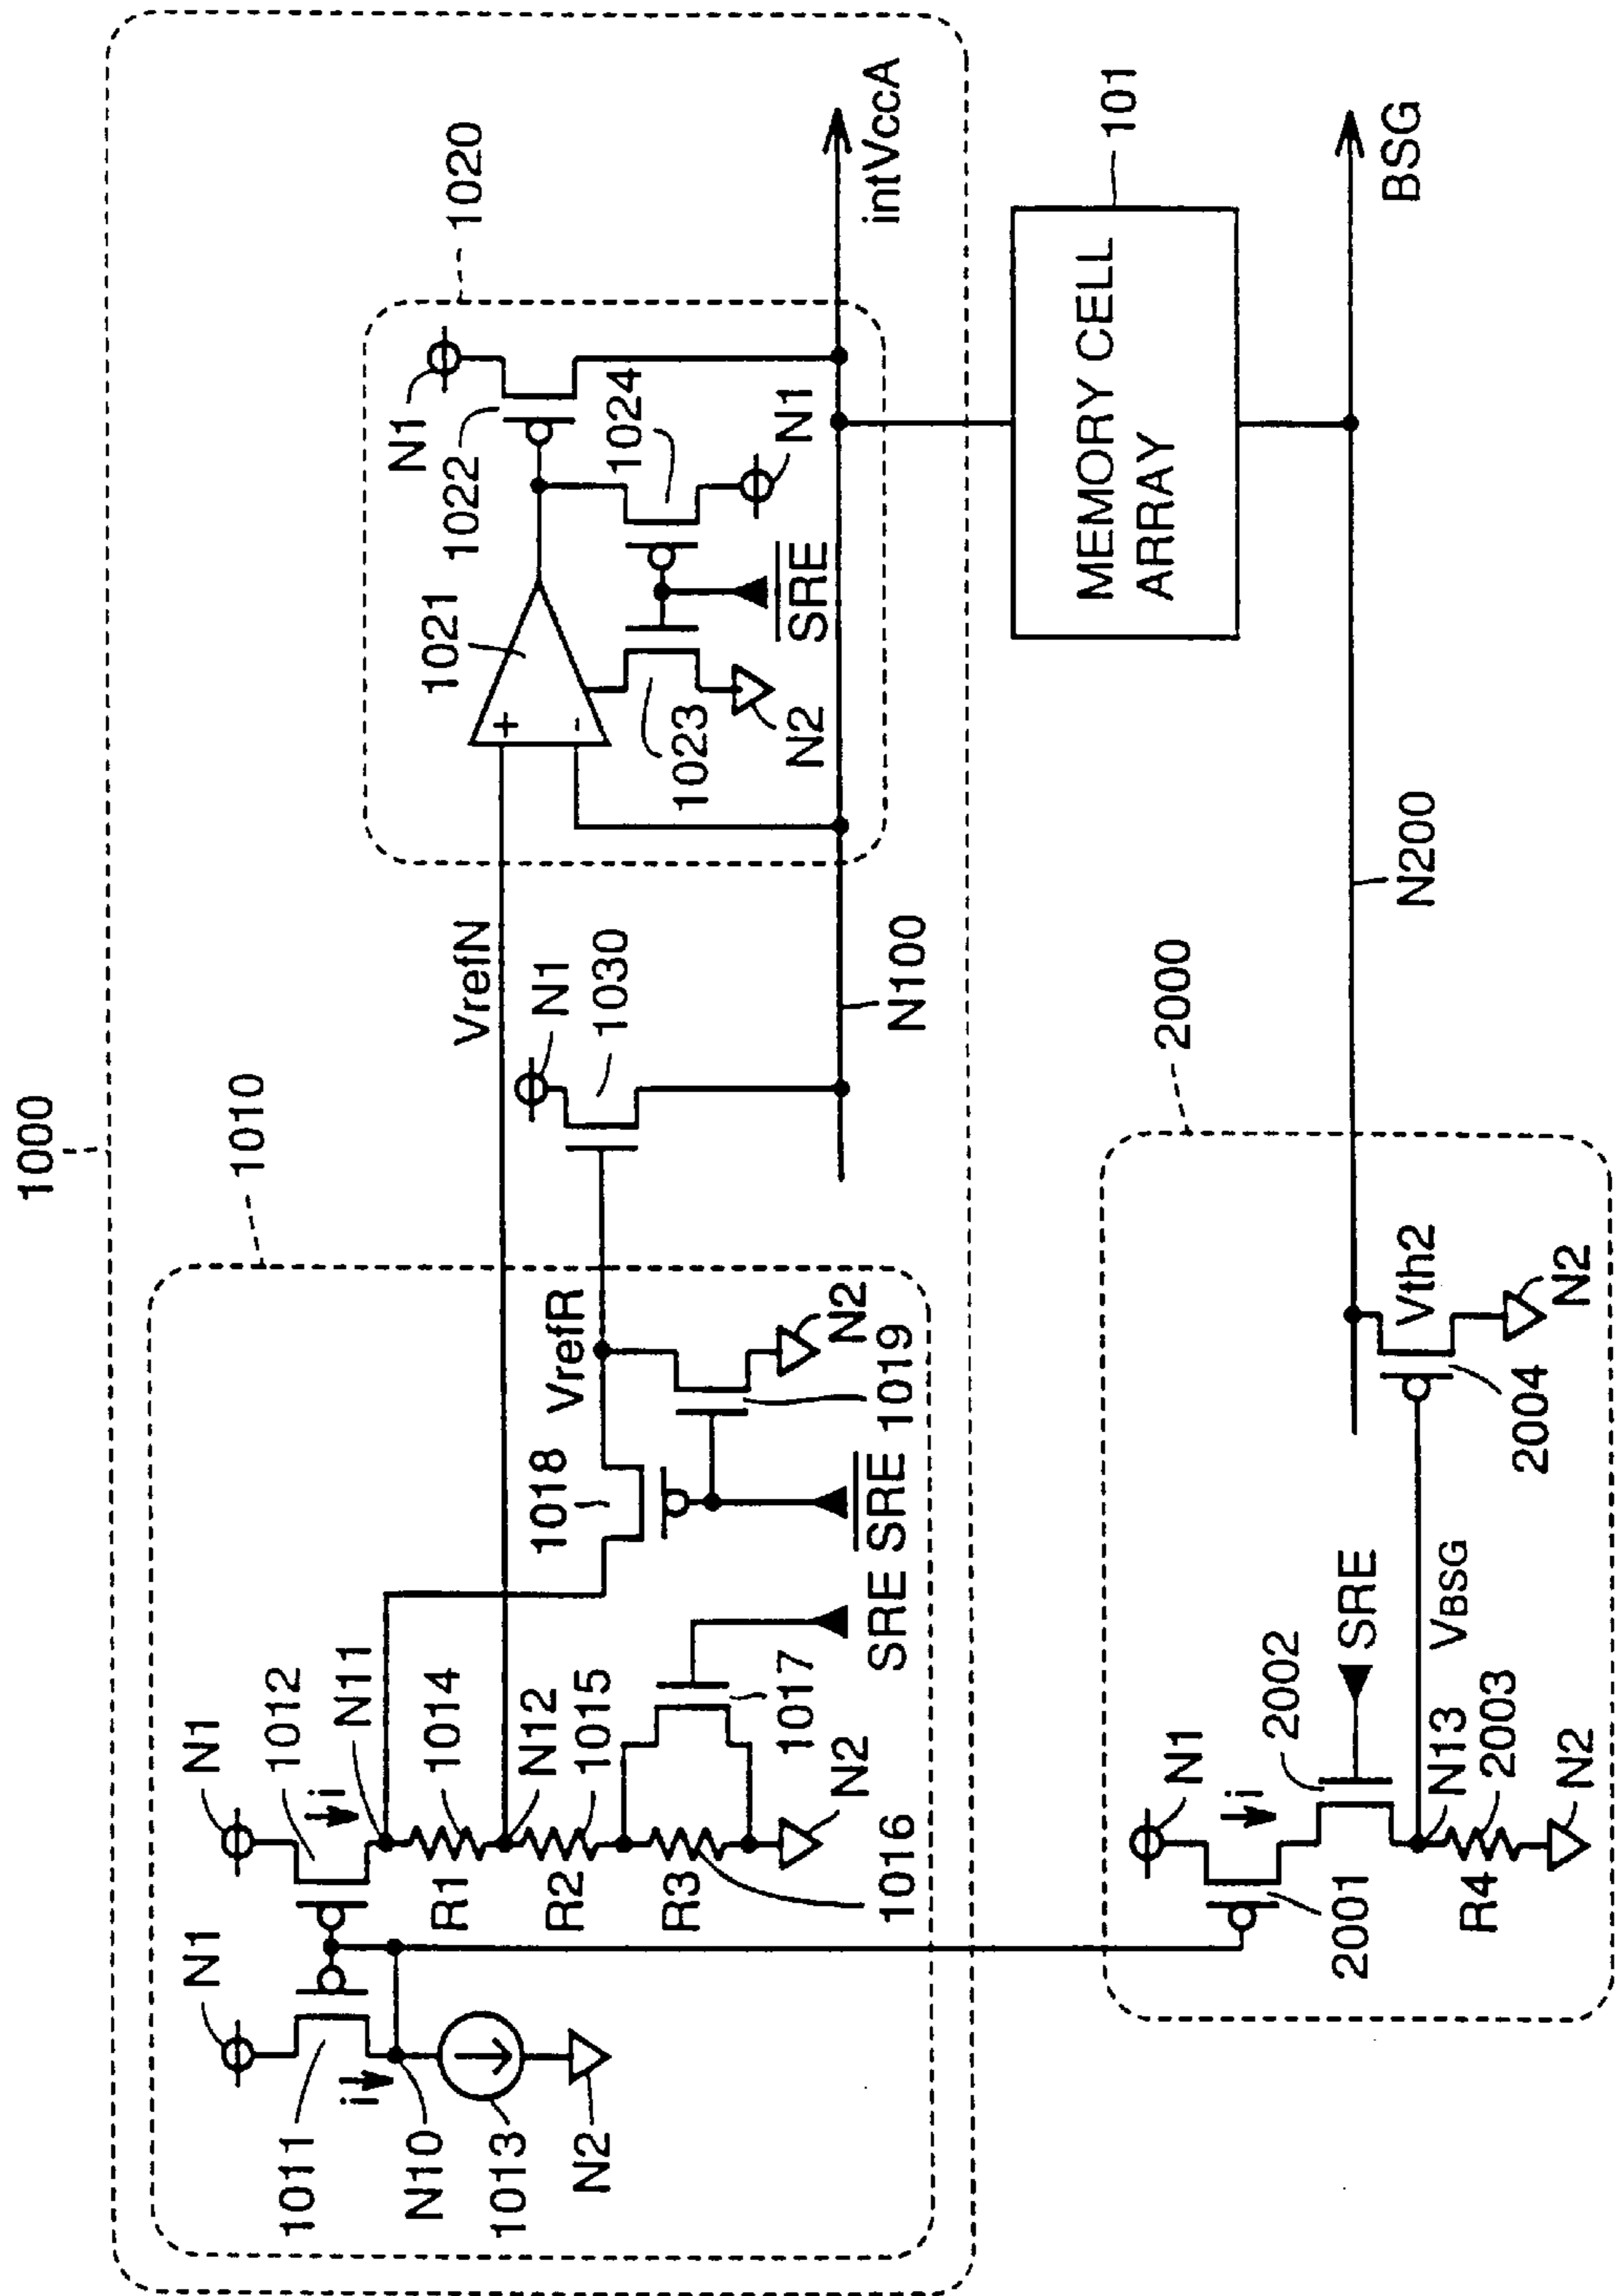 1000
1010
1020
N1
N1
1012
N11
1011
i
i
N10
1013
N2
R1
1014
N12
R2
1015
R3
1016
N2
1017
SRE
1018
VrefR
N2
1019
SRE
VrefN
N1
1030
N100
1021
+
-
1023
N2
SRE
N1
1022
1024
N1
intVccA
MEMORY CELL
ARRAY
101
2000
N1
i
2001
2002
SRE
N13
VBSG
R4
2003
N2
Vth2
2004
N2
N200
BSG